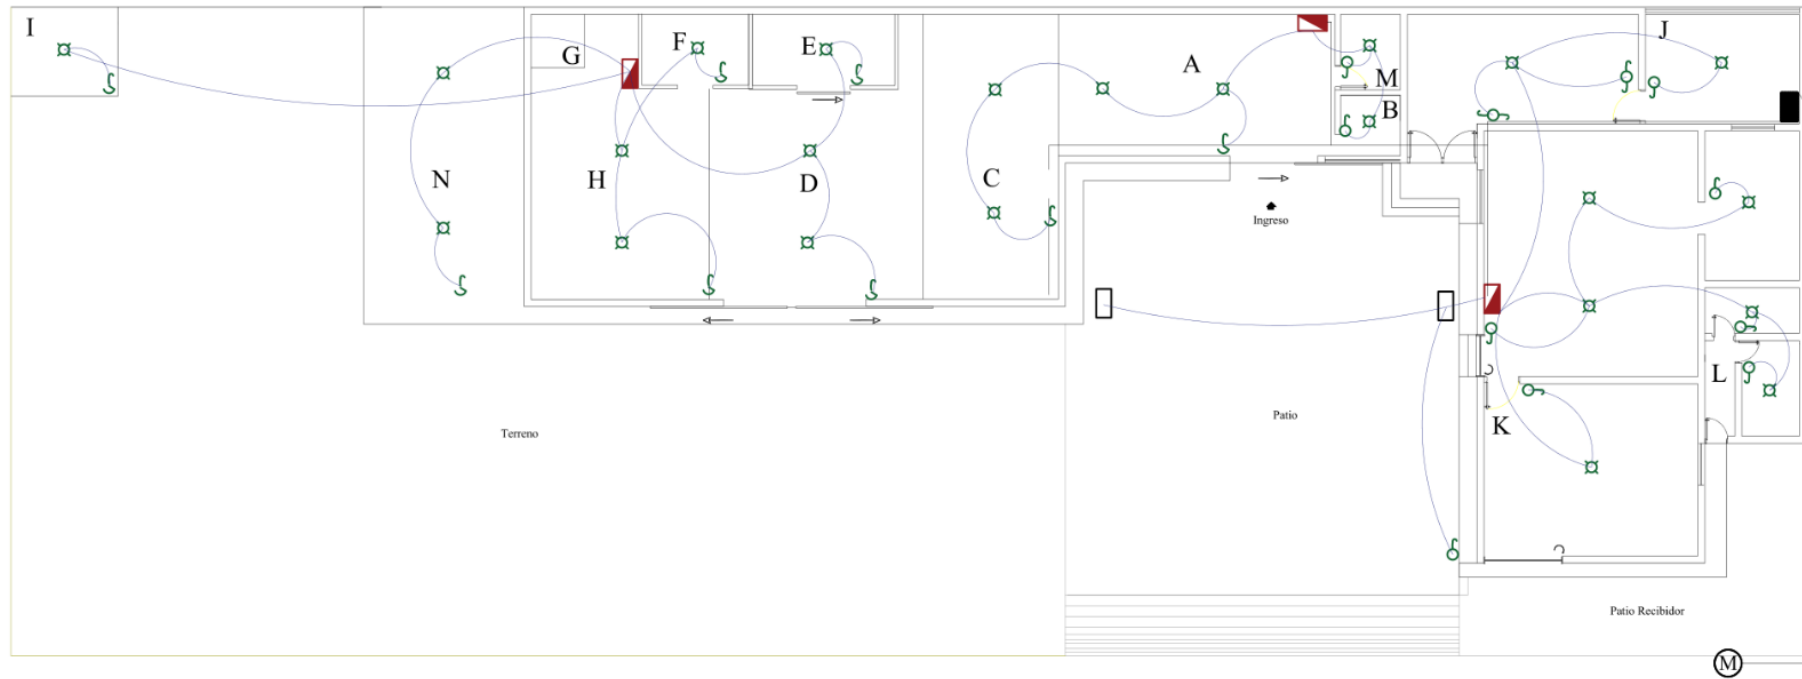 I
G
F
E
A
M
J
B
N
H
D
C
Ingreso
L
K
Patio
Terreno
Patio Recibidor
M